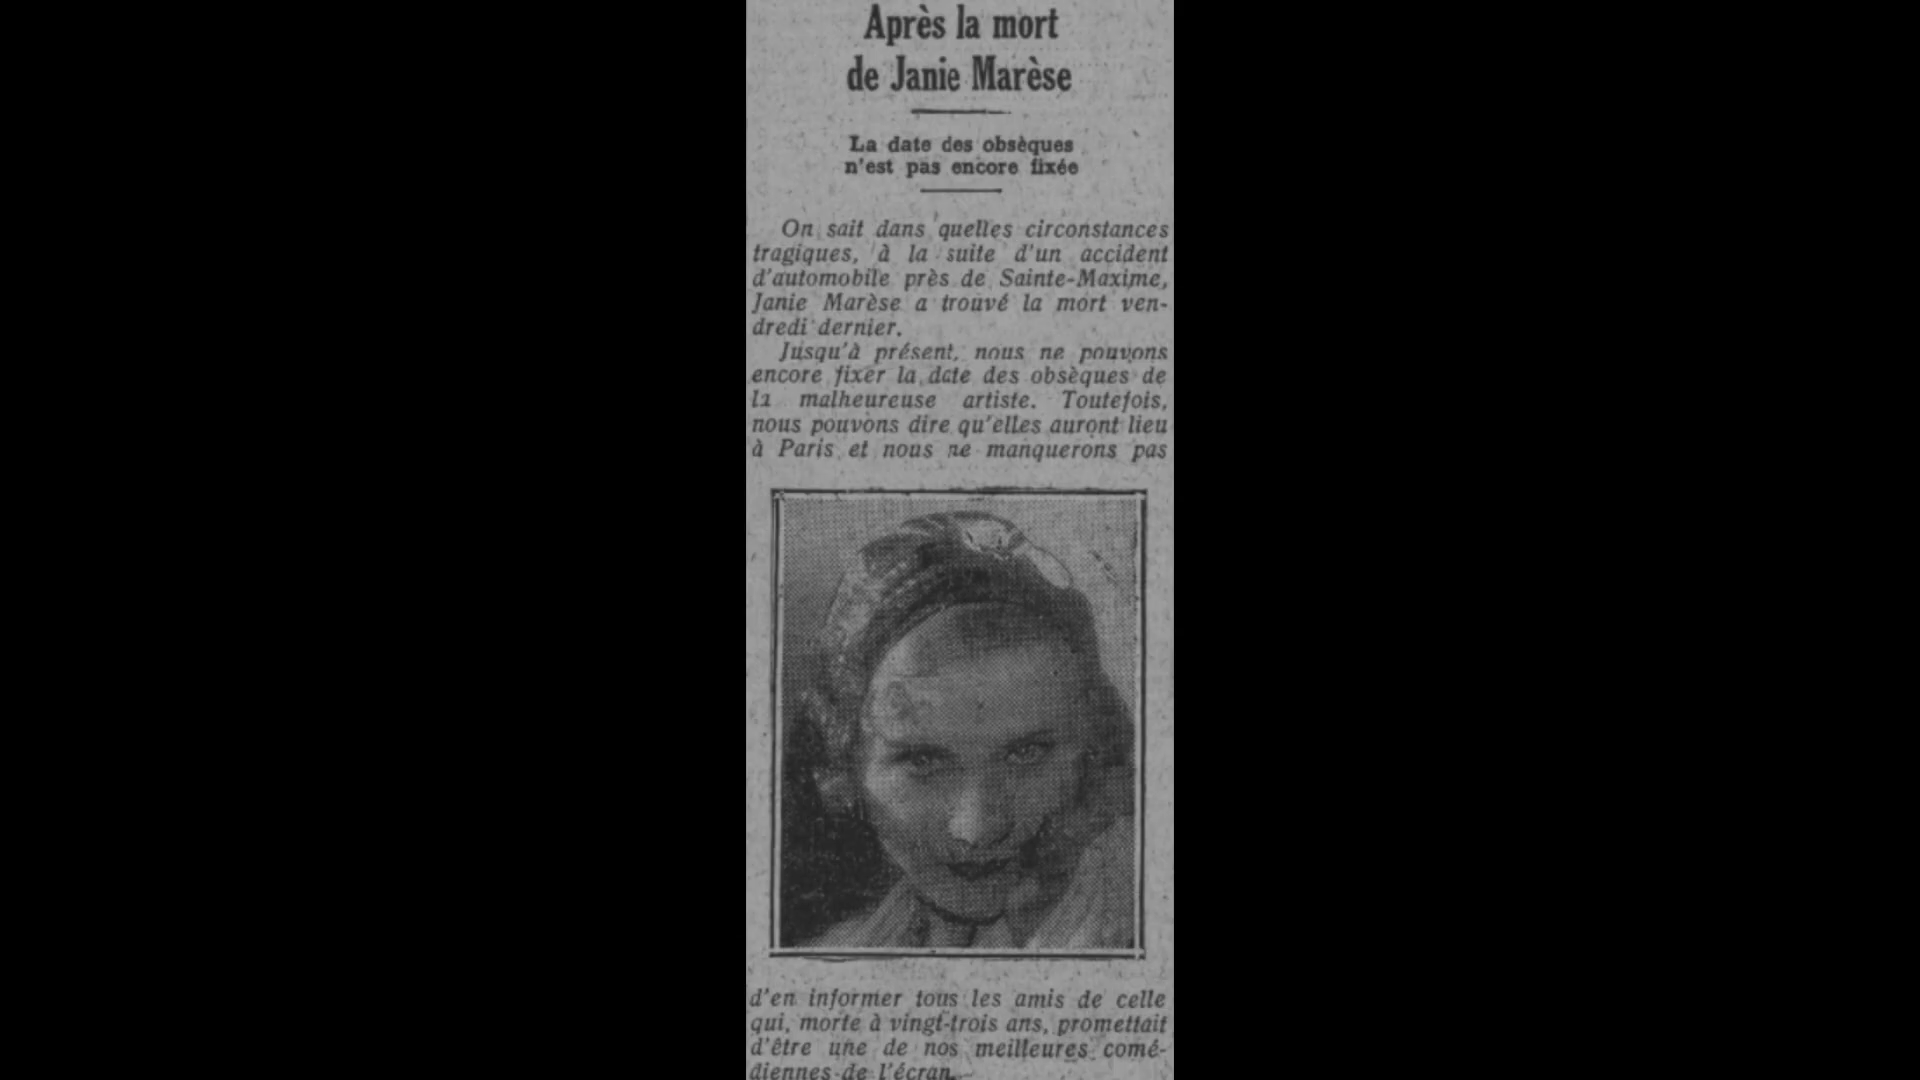 Après la mort
de Janie Marèse
La date des obsèques
n'est pas encore fixée
On sait dans quelles circonstances
tragiques, à la suite d'un accident
d'automobile près de Sainte-Maxime,
Janie Marèse a trouvé la mort ven-
dredi dernier.
Jusqu'à présent, nous ne pouvons
encore fixer la date des obsèques de
la malheureuse artiste. Toutefois,
nous pouvons dire qu'elles auront lieu
à Paris et nous ne manquerons pas
d'en informer tous les amis de celle
qui, morte à vingt-trois ans, promettait
d'être une de nos meilleures comé-
diennes de l'écran.